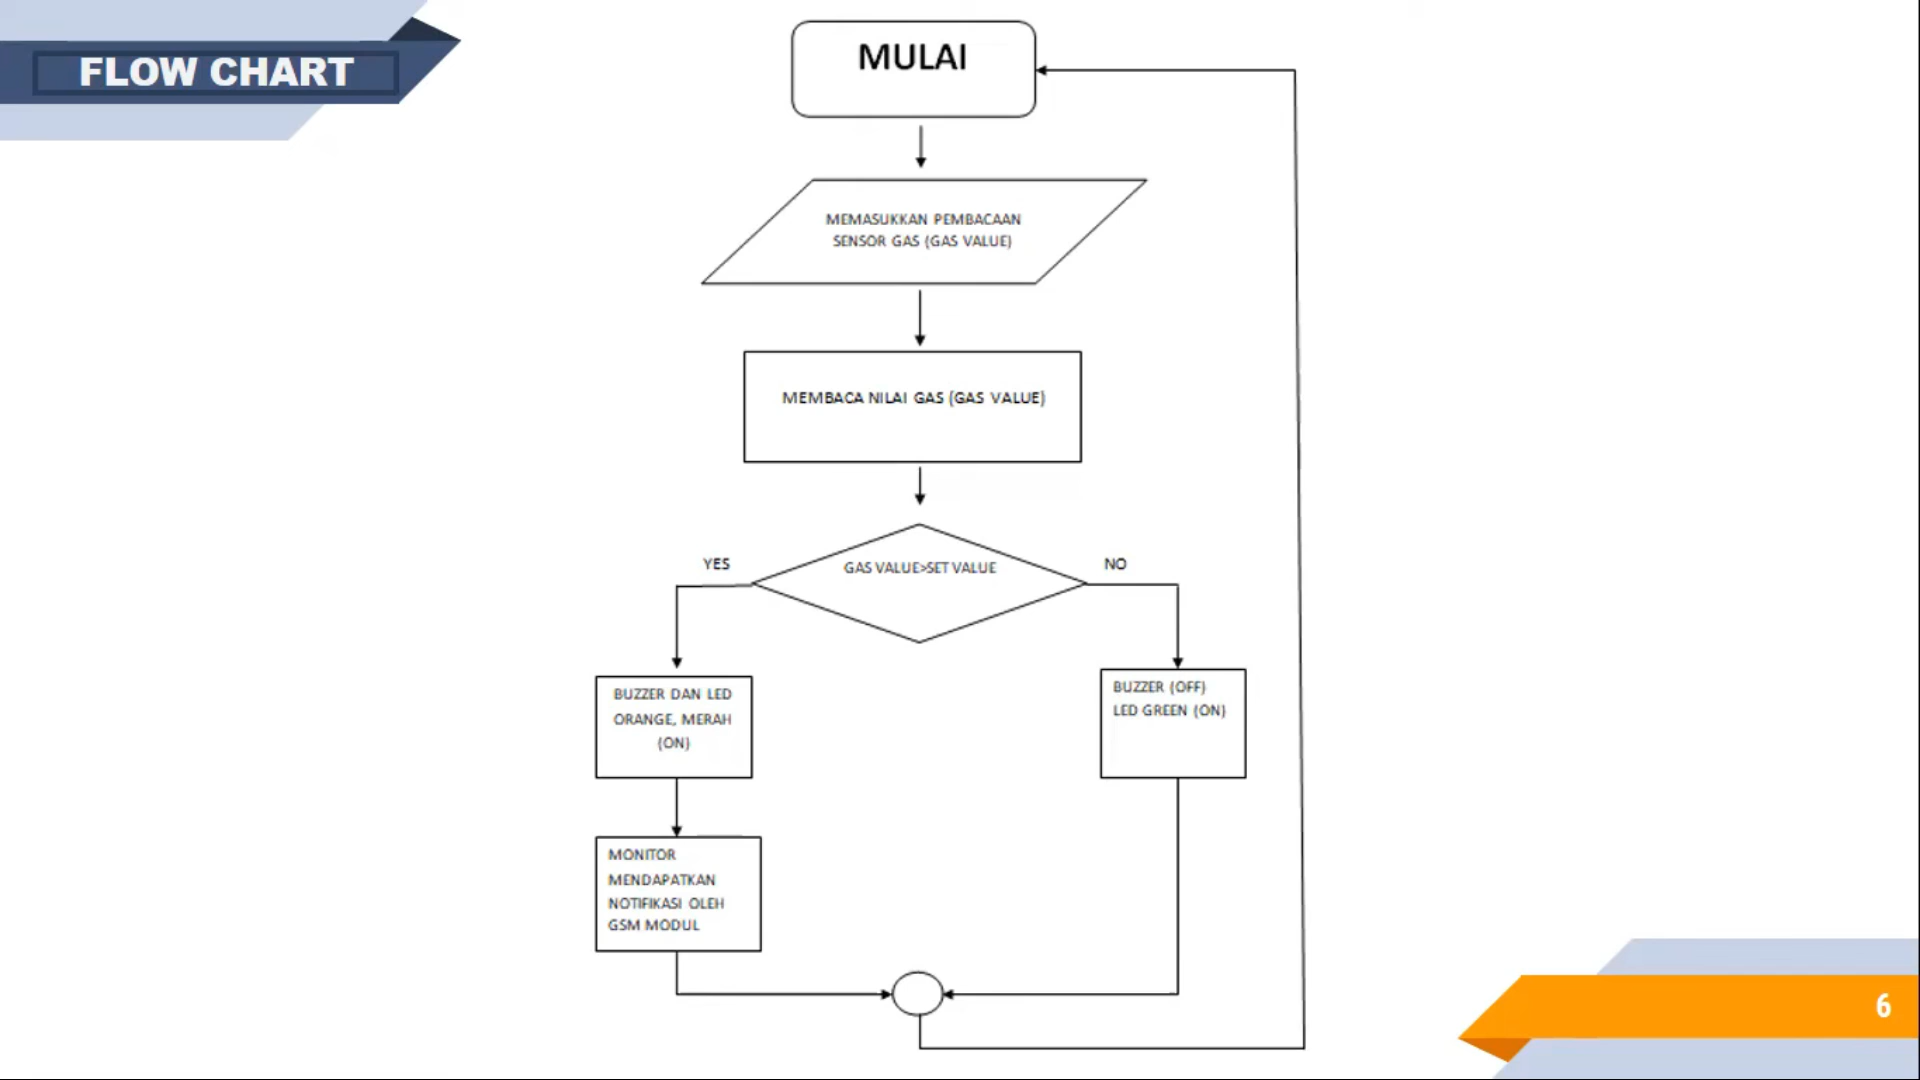 FLOW CHART
MULAI
MEMASUKKAN PEMBACAAN
SENSOR GAS (GAS VALUE)
MEMBACA NILAI GAS (GAS VALUE)
GAS VALUE>SET VALUE
YES
NO
BUZZER DAN LED
ORANGE, MERAH
(ON)
BUZZER (OFF)
LED GREEN (ON)
MONITOR
MENDAPATKAN
NOTIFIKASI OLEH
GSM MODUL
6